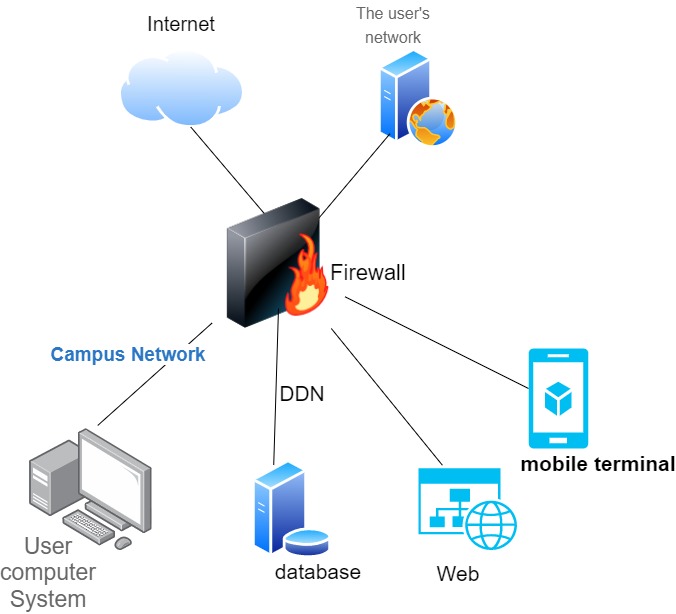 Internet
The user's
network
Firewall
Campus Network
DDN
mobile terminal
User
computer
System
database
Web